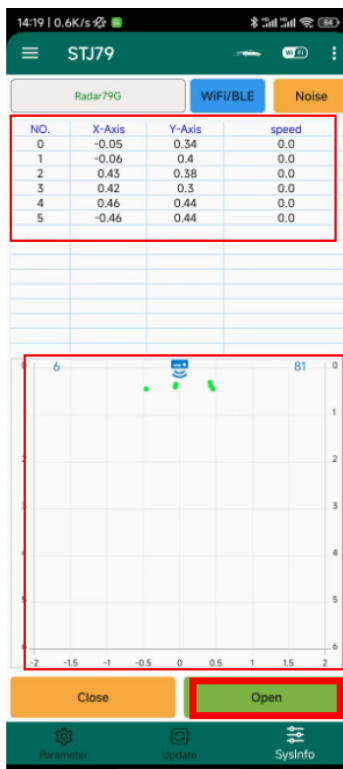 14:19 | 0.6K/s
84
STJ79
WiFi
Radar79G
WiFi/BLE
Noise
NO. X-Axis Y-Axis speed
0 -0.05 0.34 0.0
1 -0.06 0.4 0.0
2 0.43 0.38 0.0
3 0.42 0.3 0.0
4 0.46 0.44 0.0
5 -0.46 0.44 0.0
0 6 81 0
1 1
2 2
3 3
4 4
5 5
6 6
-2 -1.5 -1 -0.5 0 0.5 1 1.5 2
Close
Open
Parameter
Update
SysInfo